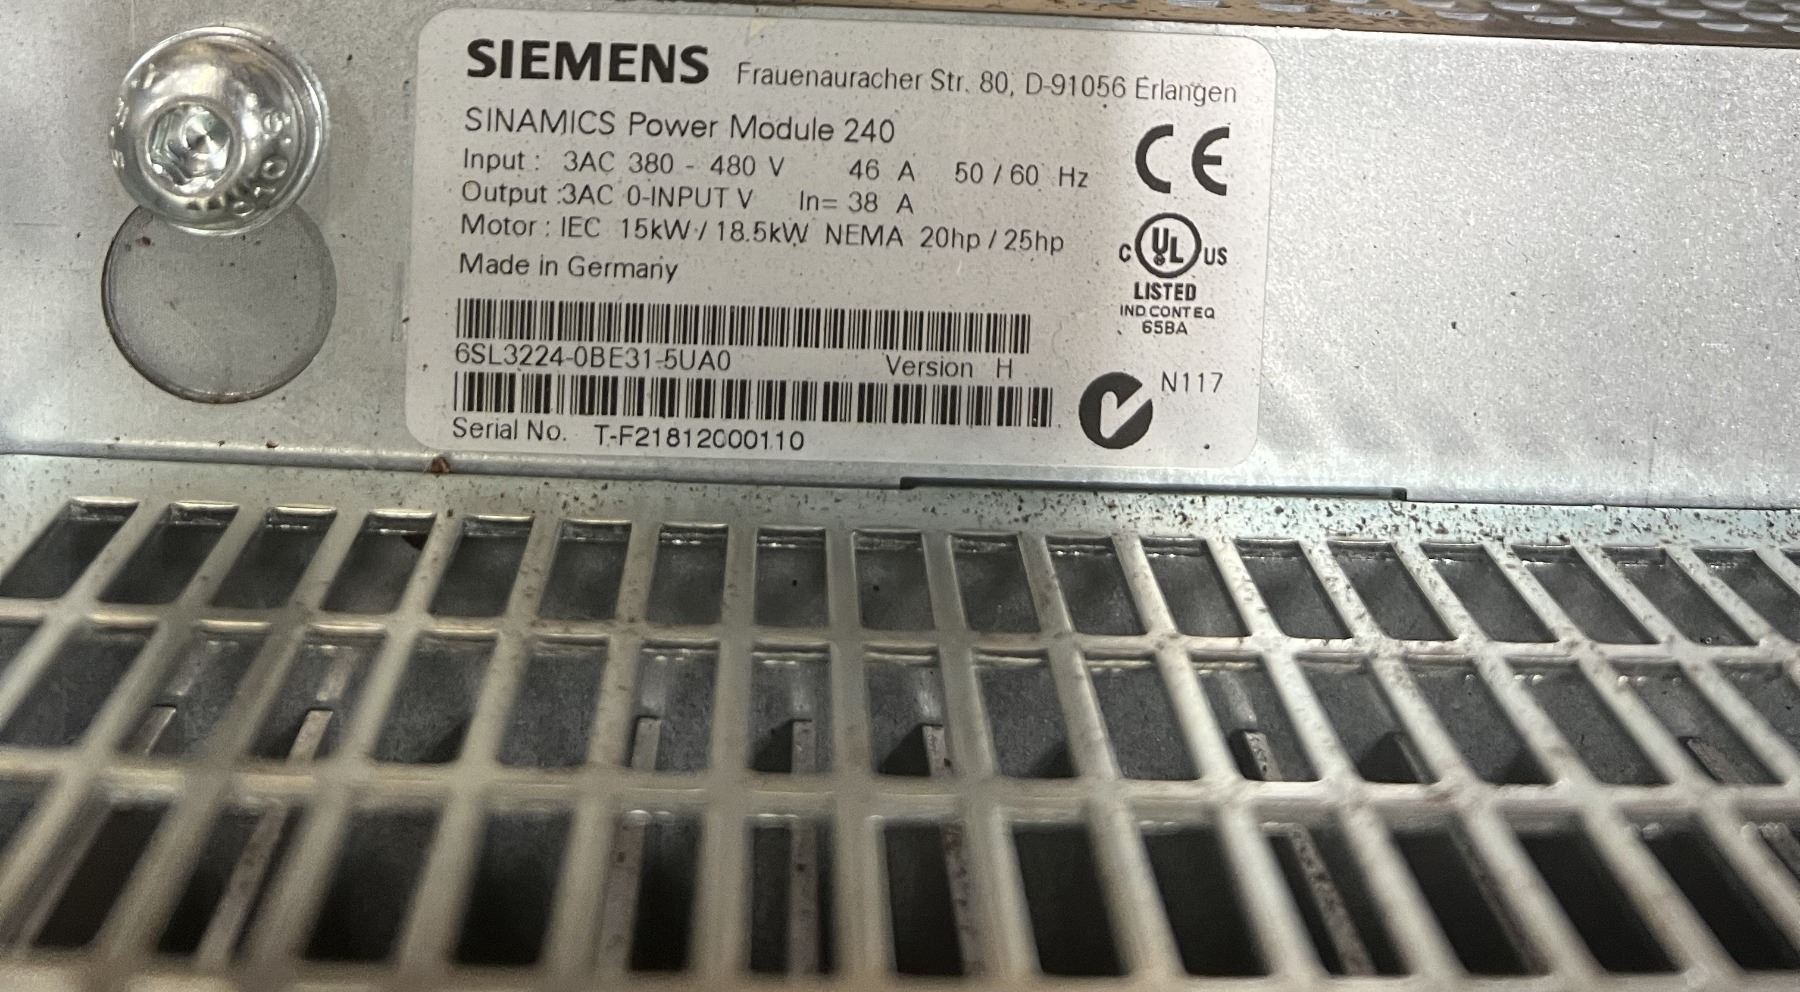 SIEMENS Frauenauracher Str. 80, D-91056 Erlangen
SINAMICS Power Module 240
Input : 3AC 380 - 480 V 46 A 50 / 60 Hz
Output :3AC 0-INPUT V In= 38 A
Motor : IEC 15kW / 18.5kW NEMA 20hp / 25hp
Made in Germany
CE
C UL US
LISTED
IND.CONT.EQ
65BA
6SL3224-0BE31-5UA0 Version H
N117
Serial No. T-F21812000110